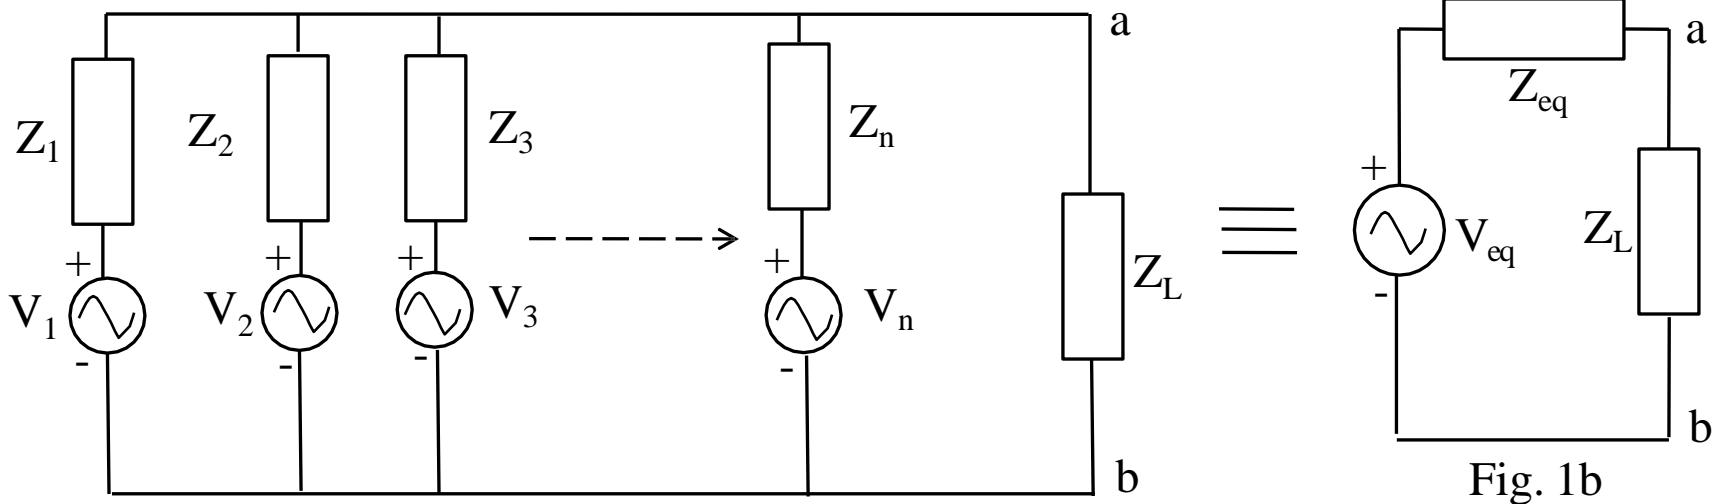 Z1
+
V1
-
Z2
+
V2
-
Z3
+
V3
-
Zn
+
Vn
-
a
ZL
b
Zeq
a
+
Veq
-
ZL
b
Fig. 1b